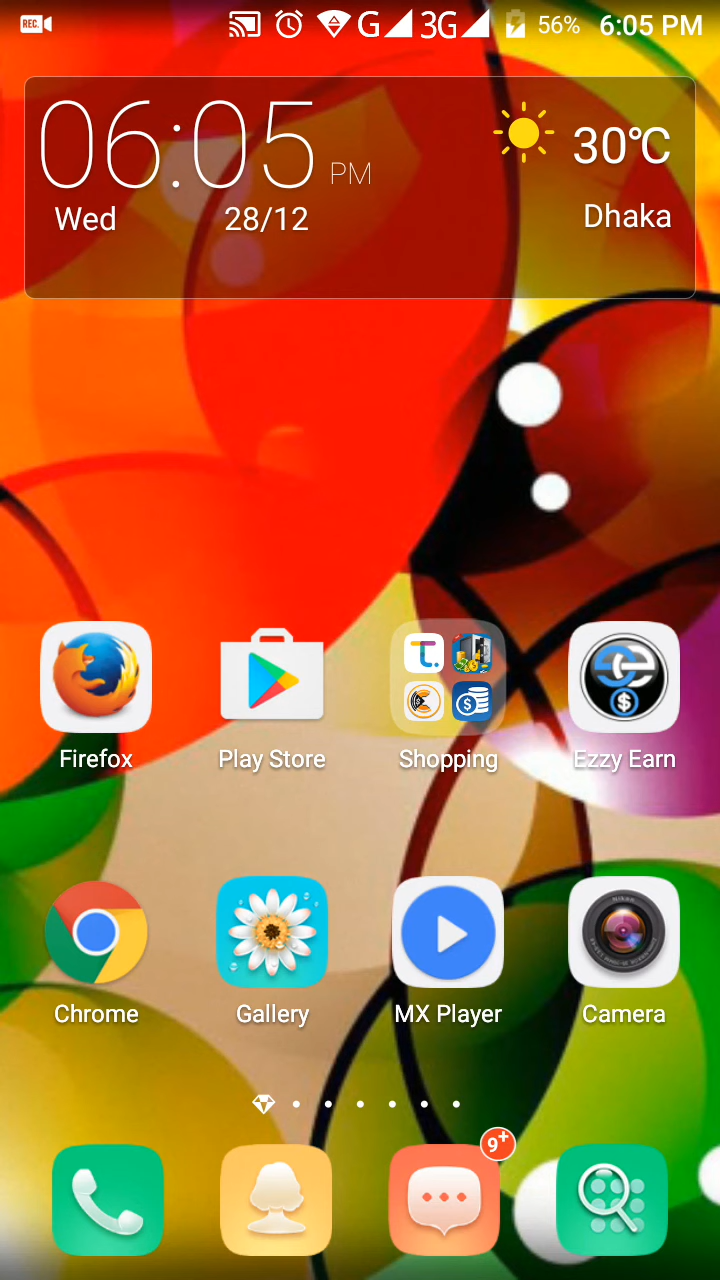 REC. G 3G 56% 6:05 PM
06:05 PM
30℃
Wed 28/12 Dhaka
Firefox Play Store Shopping Ezzy Earn
Nikon
Chrome Gallery MX Player Camera
9+